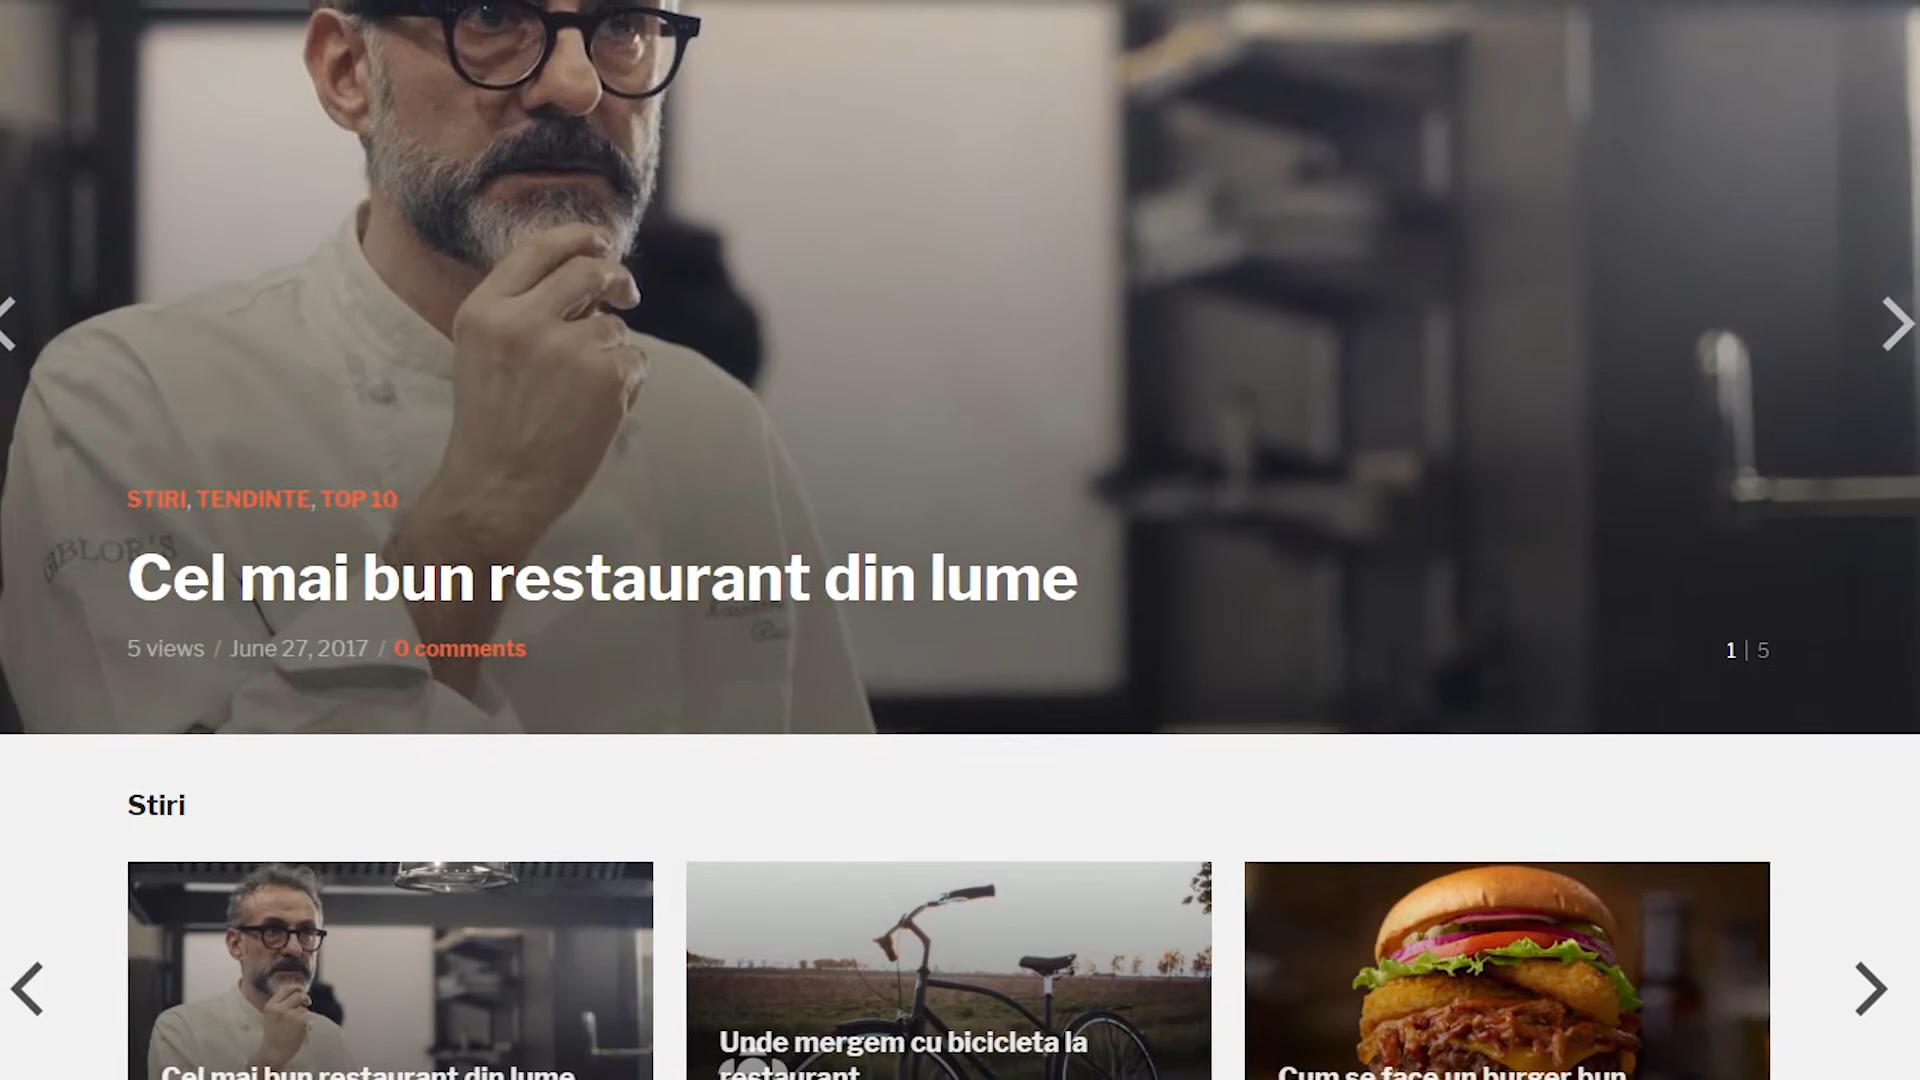 STIRI, TENDINTE, TOP 10
GIBLOR'S
Cel mai bun restaurant din lume
5 views / June 27, 2017 / 0 comments
1 | 5
Stiri
Unde mergem cu bicicleta la
restaurant
Cel mai bun restaurant din lume
Cum se face un burger bun